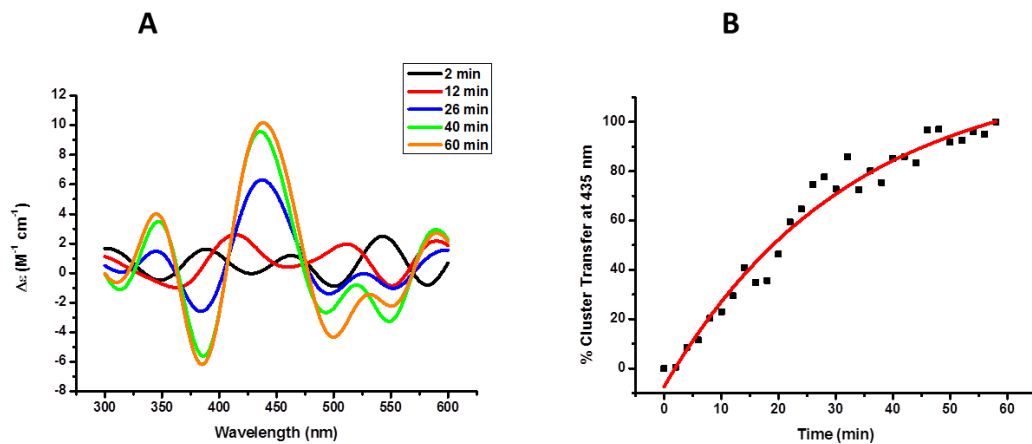 A
B
2 min
12 min
26 min
40 min
60 min
12
10
8
6
4
2
0
-2
-4
-6
-8
Δε (M⁻¹ cm⁻¹)
300 350 400 450 500 550 600
Wavelength (nm)
100
80
60
40
20
0
% Cluster Transfer at 435 nm
0 10 20 30 40 50 60
Time (min)